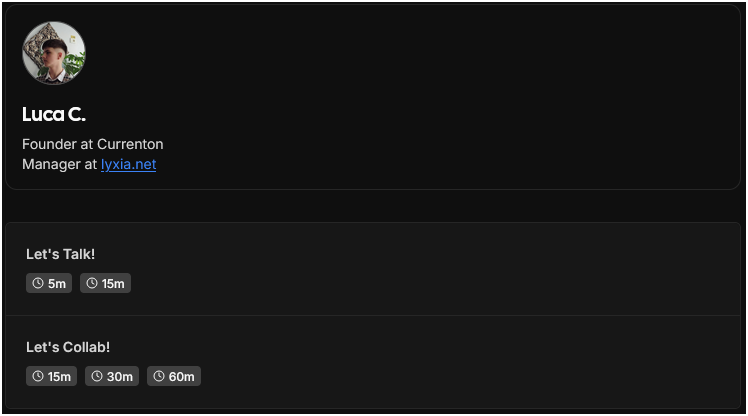 Luca C.
Founder at Currenton
Manager at lyxia.net
Let's Talk!
5m 15m
Let's Collab!
15m 30m 60m